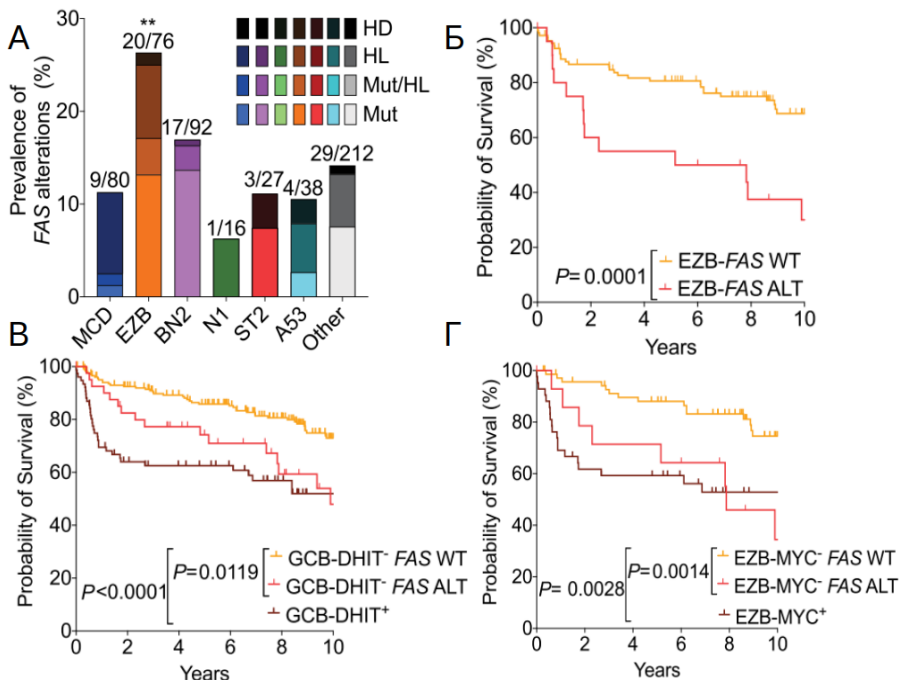 А
Prevalence of
FAS alterations (%)
30
20
10
0
**
9/80
20/76
17/92
1/16
3/27
4/38
29/212
HD
HL
Mut/HL
Mut
MCD
EZB
BN2
N1
ST2
A53
Other
Б
Probability of Survival (%)
100
80
60
40
20
0
0 2 4 6 8 10
Years
P= 0.0001
EZB-FAS WT
EZB-FAS ALT
В
Probability of Survival (%)
100
80
60
40
20
0
0 2 4 6 8 10
Years
P<0.0001
P=0.0119
GCB-DHIT⁻ FAS WT
GCB-DHIT⁻ FAS ALT
GCB-DHIT⁺
Г
Probability of Survival (%)
100
80
60
40
20
0
0 2 4 6 8 10
Years
P= 0.0028
P=0.0014
EZB-MYC⁻ FAS WT
EZB-MYC⁻ FAS ALT
EZB-MYC⁺